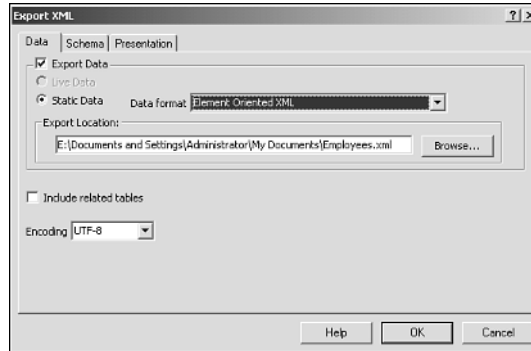 Export XML
Data Schema Presentation
Export Data
Live Data
Static Data Data format Element Oriented XML
Export Location:
E:\Documents and Settings\Administrator\My Documents\Employees.xml Browse...
Include related tables
Encoding UTF-8
Help OK Cancel